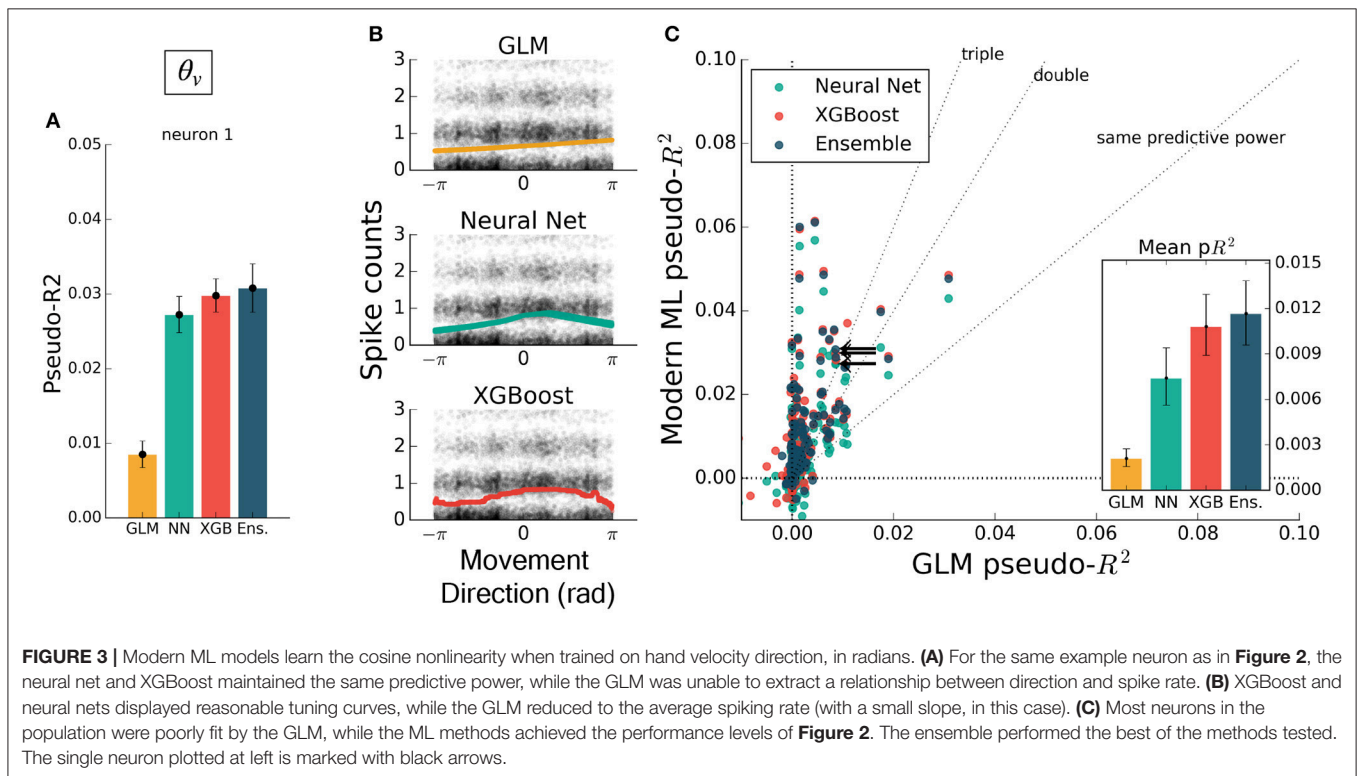 θv
A
neuron 1
0.05
0.04
0.03
0.02
0.01
0.00
Pseudo-R2
GLM NN XGB Ens.
B
GLM
3
2
1
0
−π 0 π
Neural Net
3
2
1
0
−π 0 π
XGBoost
3
2
1
0
−π 0 π
Spike counts
Movement
Direction (rad)
C
triple
double
same predictive power
Neural Net
XGBoost
Ensemble
0.10
0.08
0.06
0.04
0.02
0.00
Modern ML pseudo-R²
0.00 0.02 0.04 0.06 0.08 0.10
GLM pseudo-R²
Mean pR²
0.015
0.012
0.009
0.006
0.003
0.000
GLM NN XGB Ens.
FIGURE 3 | Modern ML models learn the cosine nonlinearity when trained on hand velocity direction, in radians. (A) For the same example neuron as in Figure 2, the
neural net and XGBoost maintained the same predictive power, while the GLM was unable to extract a relationship between direction and spike rate. (B) XGBoost and
neural nets displayed reasonable tuning curves, while the GLM reduced to the average spiking rate (with a small slope, in this case). (C) Most neurons in the
population were poorly fit by the GLM, while the ML methods achieved the performance levels of Figure 2. The ensemble performed the best of the methods tested.
The single neuron plotted at left is marked with black arrows.